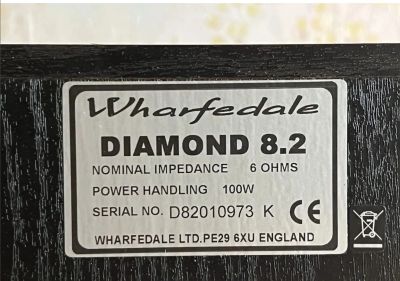 Wharfedale
DIAMOND 8.2
NOMINAL IMPEDANCE 6 OHMS
POWER HANDLING 100W
SERIAL NO. D82010973 K CE
WHARFEDALE LTD.PE29 6XU ENGLAND